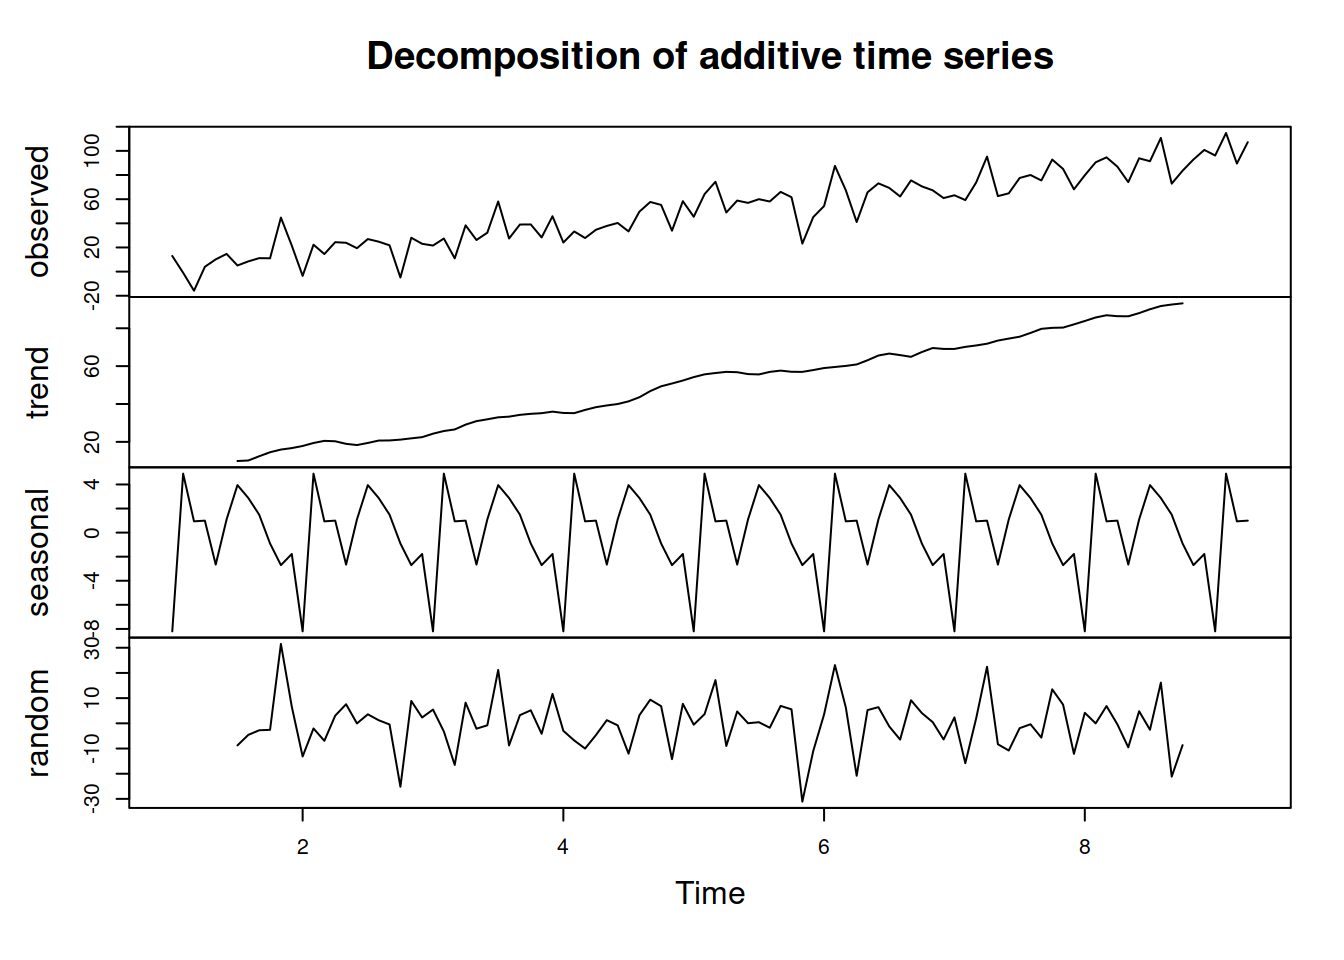 Decomposition of additive time series
observed
-20 20 60 100
trend
20 60
seasonal
-8 -4 0 4
random
-30 -10 10 30
2 4 6 8
Time